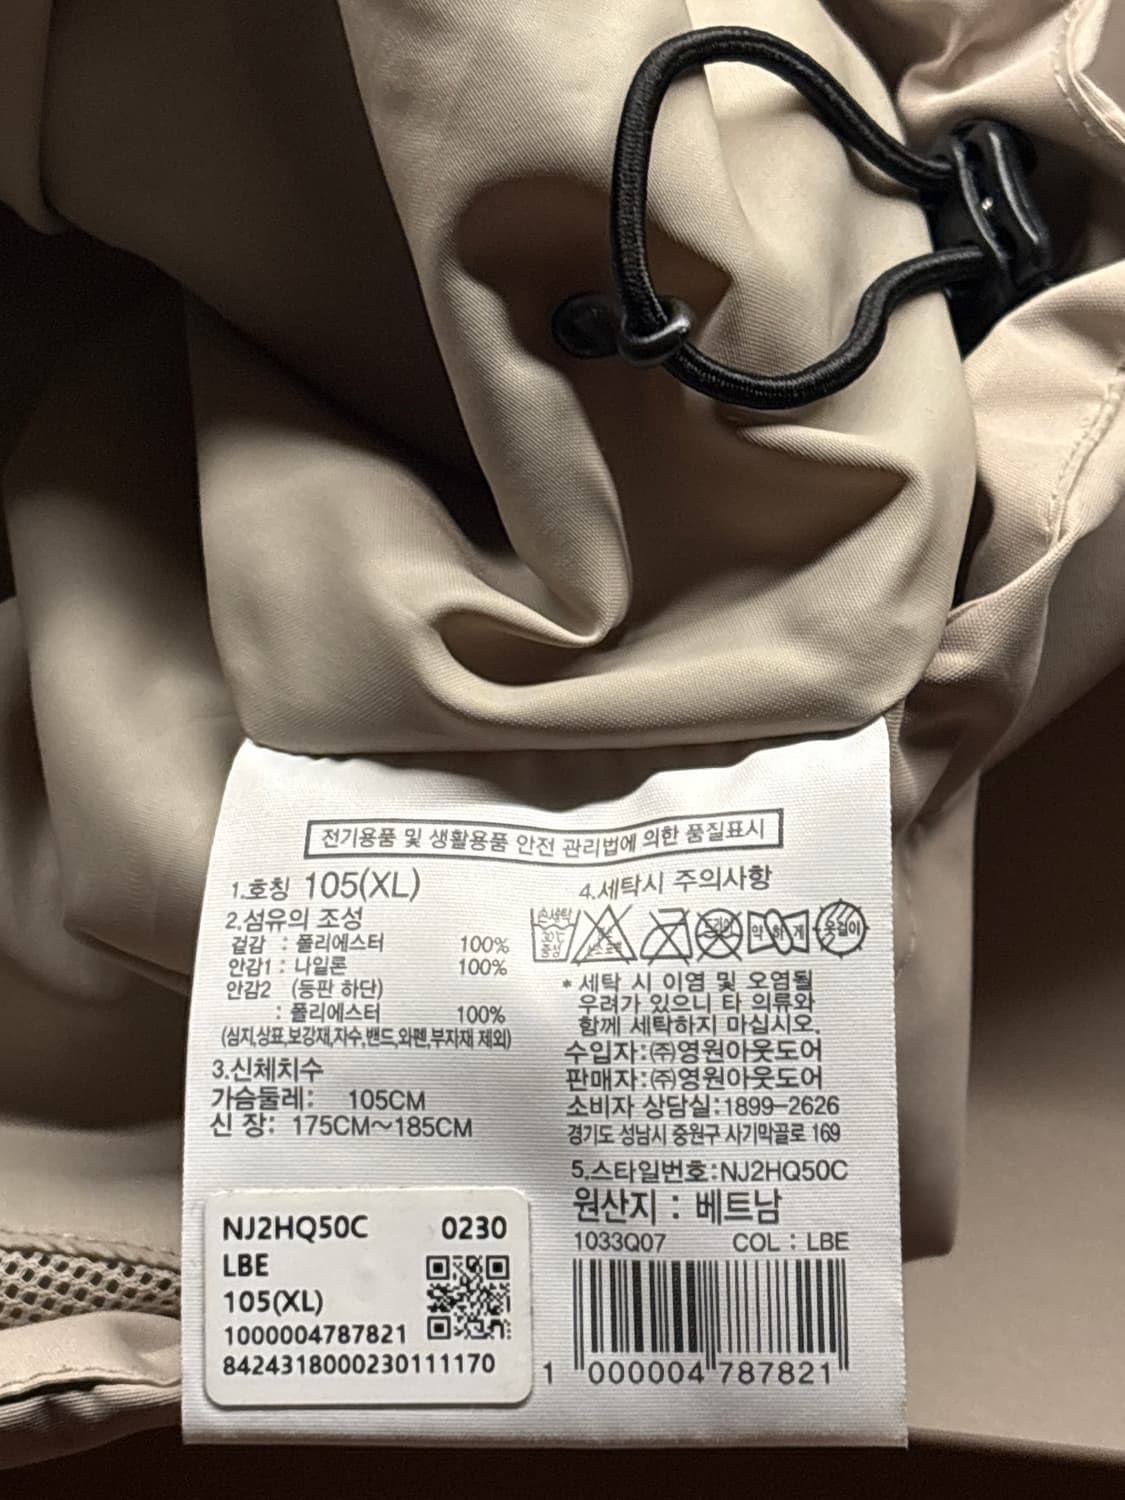 전기용품 및 생활용품 안전 관리법에 의한 품질표시
1.호칭 105(XL)
2.섬유의 조성
겉감 : 폴리에스터 100%
안감1 : 나일론 100%
안감2 (등판 하단)
: 폴리에스터 100%
(심지,상표,보강재,자수,밴드,와펜,부자재 제외)
3.신체치수
가슴둘레: 105CM
신 장: 175CM~185CM
4.세탁시 주의사항
손세탁
30℃
중성
드라이
약하게
옷걸이
* 세탁 시 이염 및 오염될
우려가 있으니 타 의류와
함께 세탁하지 마십시오.
수입자:(주)영원아웃도어
판매자:(주)영원아웃도어
소비자 상담실:1899-2626
경기도 성남시 중원구 사기막골로 169
5.스타일번호:NJ2HQ50C
원산지 : 베트남
1033Q07 COL : LBE
1 000004 787821
NJ2HQ50C 0230
LBE
105(XL)
1000004787821
8424318000230111170